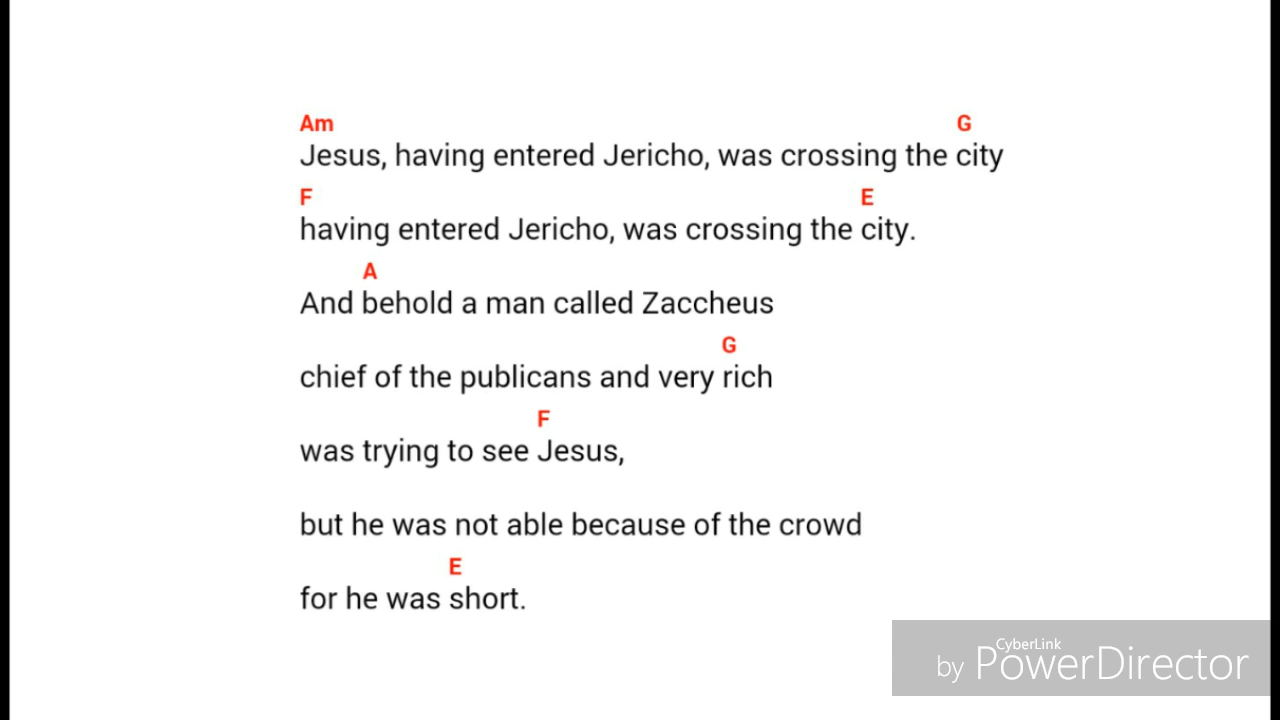 Am G
Jesus, having entered Jericho, was crossing the city
F E
having entered Jericho, was crossing the city.
A
And behold a man called Zaccheus
G
chief of the publicans and very rich
F
was trying to see Jesus,
but he was not able because of the crowd
E
for he was short.
CyberLink
by PowerDirector